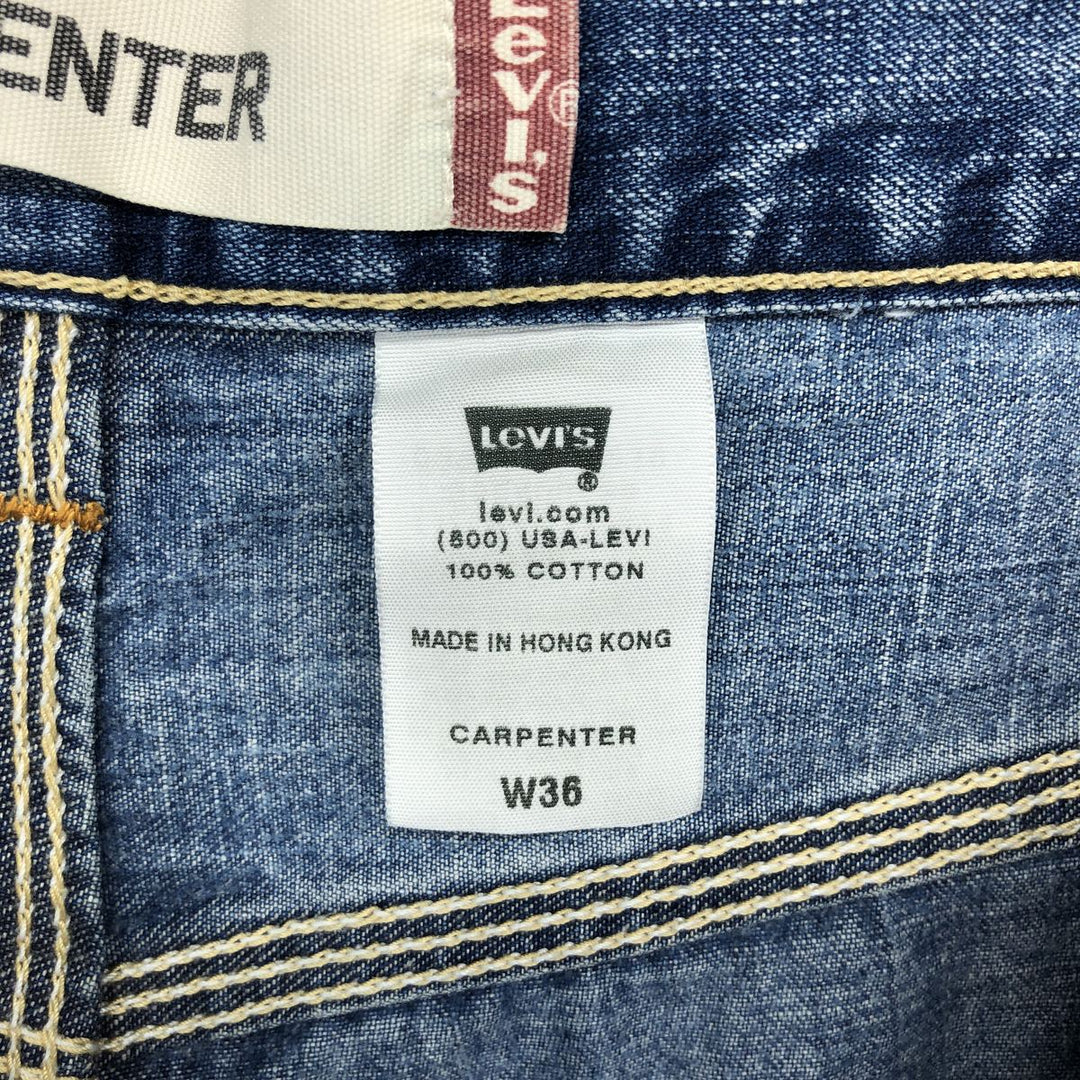 ENTER
Levi's®
LEVI'S
®
levi.com
(800) USA-LEVI
100% COTTON
MADE IN HONG KONG
CARPENTER
W36